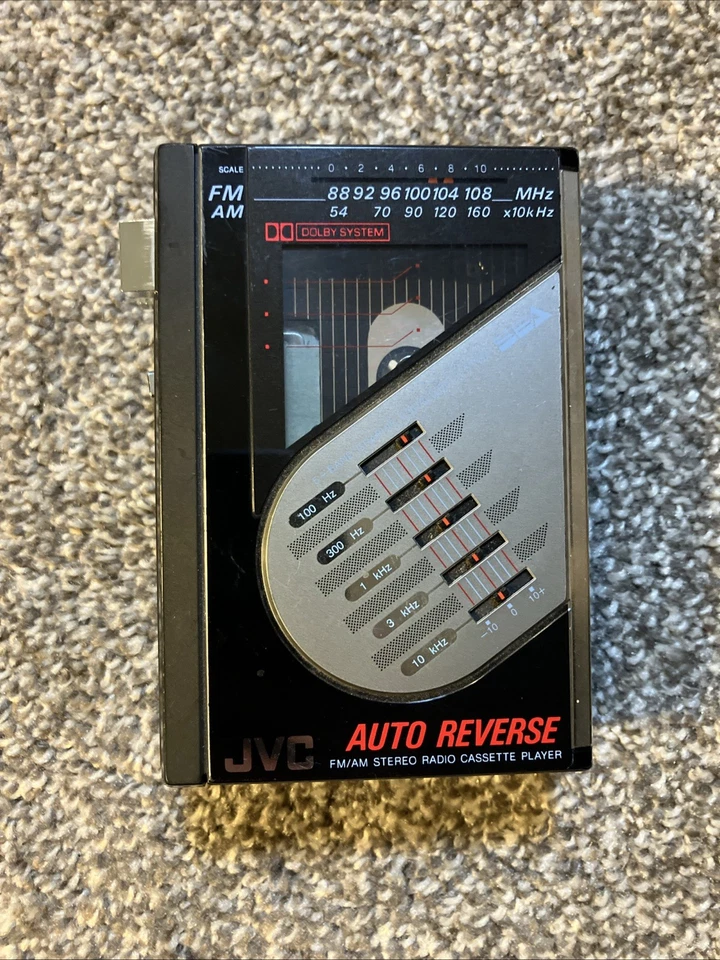 SCALE 0 2 4 6 8 10
FM 88 92 96 100 104 108 MHz
AM 54 70 90 120 160 x10kHz
DOLBY SYSTEM
SEA
100 Hz
300 Hz
1 kHz
3 kHz
10 kHz
-10 0 10+
JVC AUTO REVERSE
FM/AM STEREO RADIO CASSETTE PLAYER